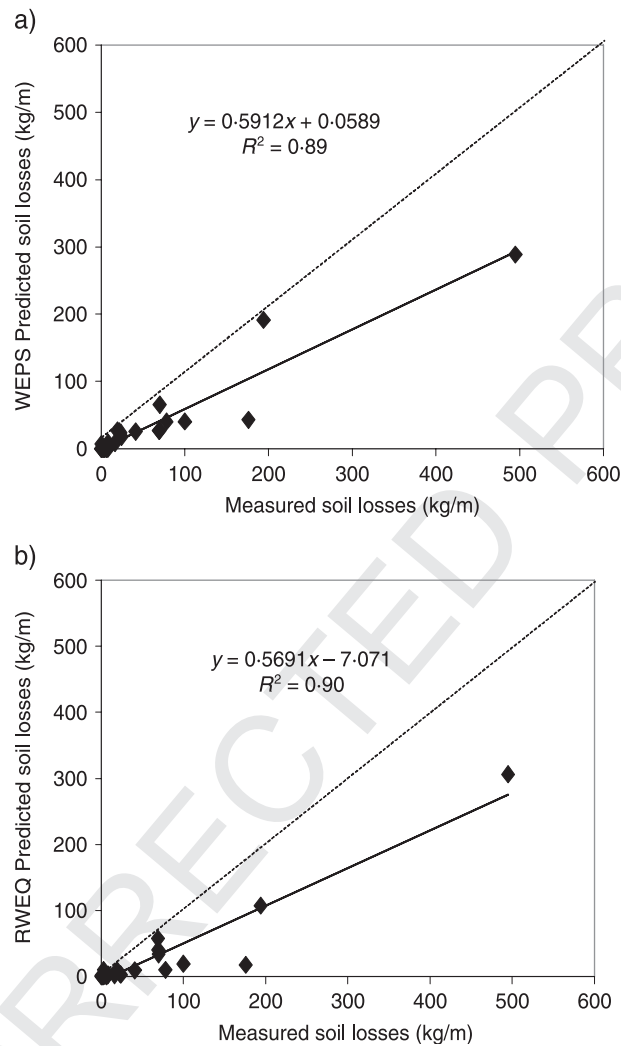 a)
600
500
400
300
200
100
0
WEPS Predicted soil losses (kg/m)
y = 0·5912x + 0·0589
R² = 0·89
0 100 200 300 400 500 600
Measured soil losses (kg/m)
b)
600
500
400
300
200
100
0
RWEQ Predicted soil losses (kg/m)
y = 0·5691x – 7·071
R² = 0·90
0 100 200 300 400 500 600
Measured soil losses (kg/m)
RRECTED PR